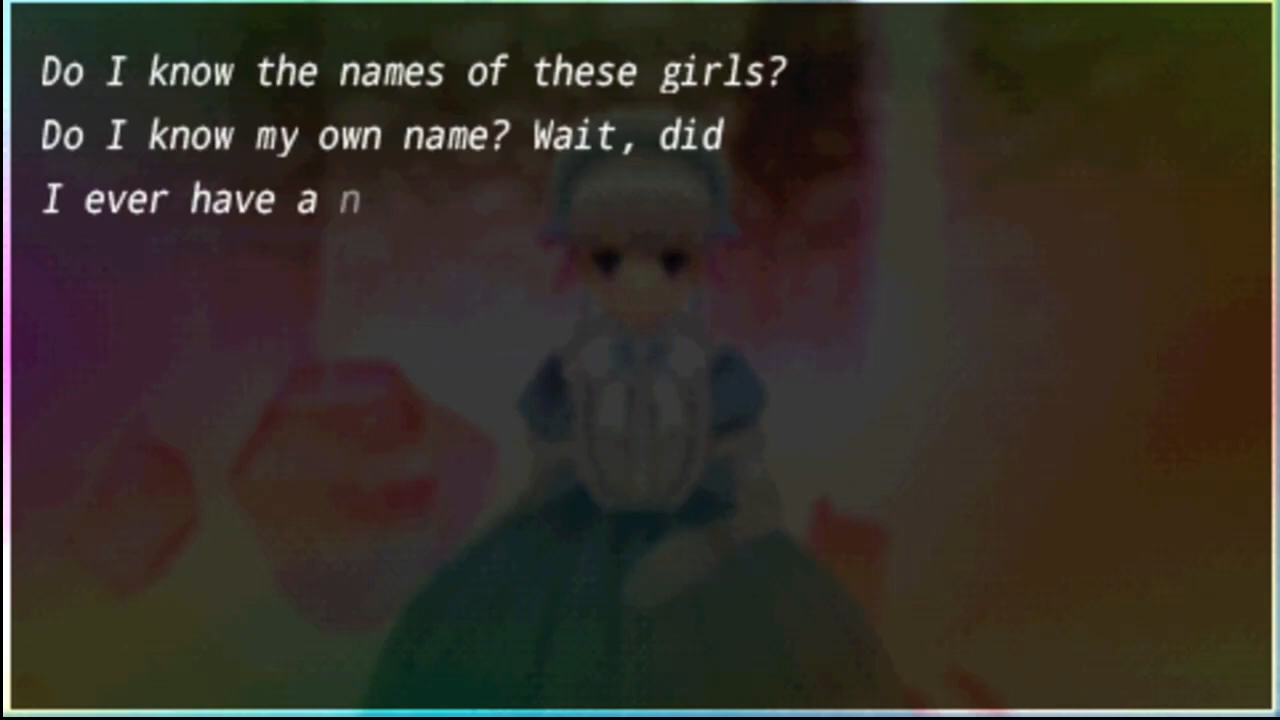 Do I know the names of these girls?
Do I know my own name? Wait, did
I ever have a n